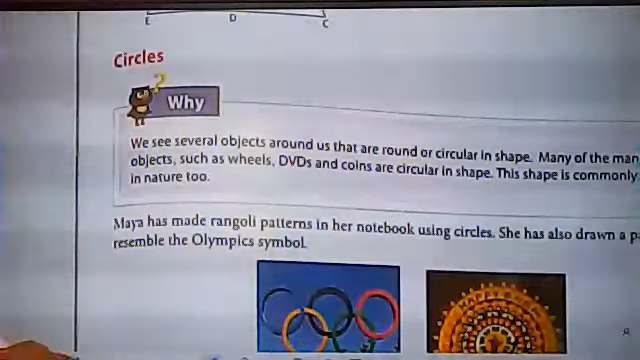 E D C
Circles
Why
We see several objects around us that are round or circular in shape. Many of the man
objects, such as wheels, DVDs and coins are circular in shape. This shape is commonly
in nature too.
Maya has made rangoli patterns in her notebook using circles. She has also drawn a p
resemble the Olympics symbol.